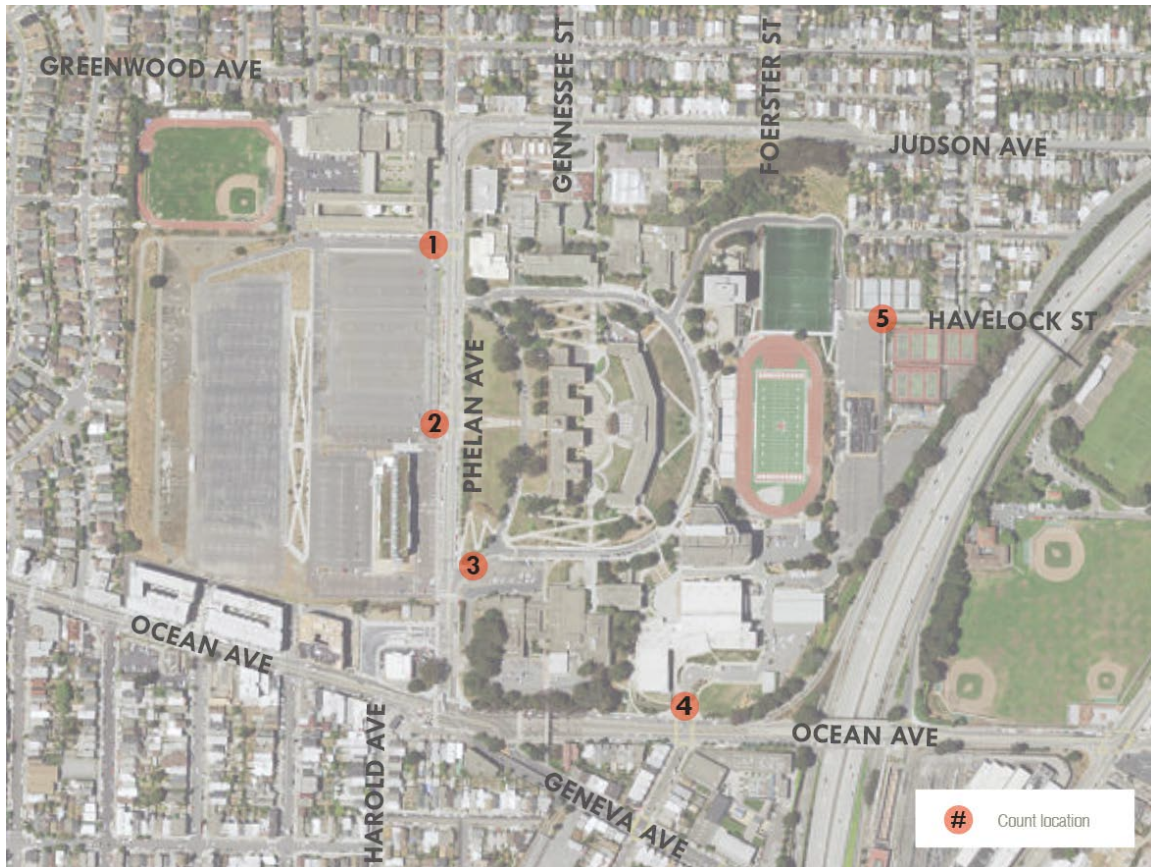 GREENWOOD AVE
GENNESSEE ST
FOERSTER ST
JUDSON AVE
1
5
HAVELOCK ST
PHELAN AVE
2
3
OCEAN AVE
4
HAROLD AVE
OCEAN AVE
GENEVA AVE
# Count location